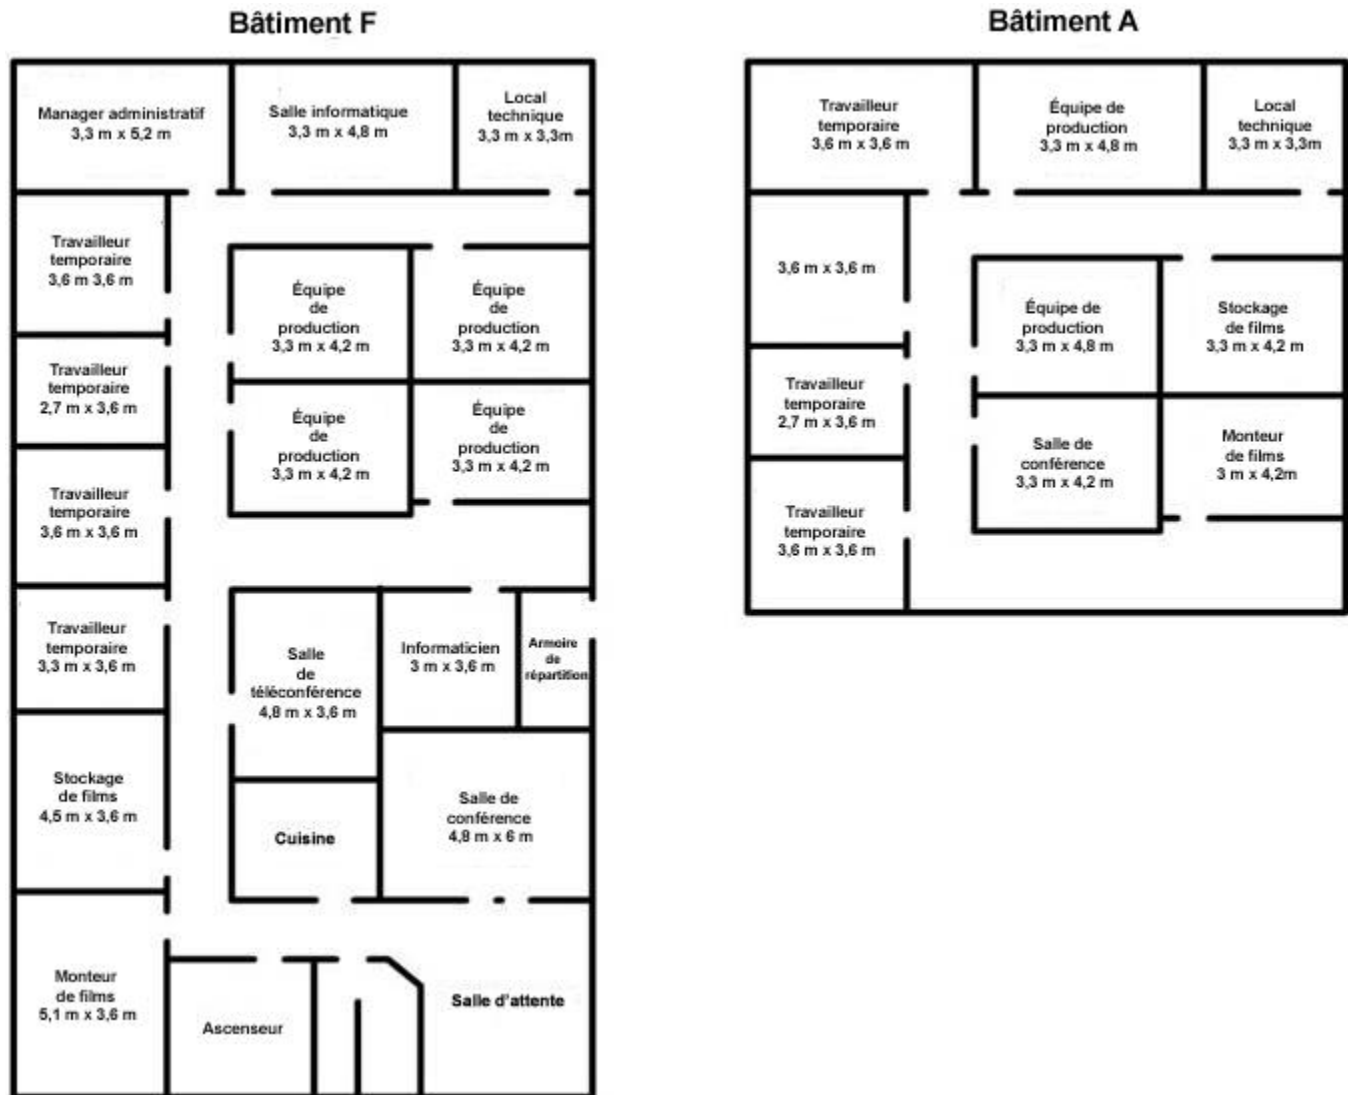 Bâtiment F
Manager administratif
3,3 m x 5,2 m
Salle informatique
3,3 m x 4,8 m
Local
technique
3,3 m x 3,3m
Travailleur
temporaire
3,6 m 3,6 m
Équipe
de
production
3,3 m x 4,2 m
Équipe
de
production
3,3 m x 4,2 m
Travailleur
temporaire
2,7 m x 3,6 m
Équipe
de
production
3,3 m x 4,2 m
Équipe
de
production
3,3 m x 4,2 m
Travailleur
temporaire
3,6 m x 3,6 m
Travailleur
temporaire
3,3 m x 3,6 m
Salle
de
téléconférence
4,8 m x 3,6 m
Informaticien
3 m x 3,6 m
Armoire
de
répartition
Stockage
de films
4,5 m x 3,6 m
Cuisine
Salle de
conférence
4,8 m x 6 m
Monteur
de films
5,1 m x 3,6 m
Ascenseur
Salle d'attente
Bâtiment A
Travailleur
temporaire
3,6 m x 3,6 m
Équipe de
production
3,3 m x 4,8 m
Local
technique
3,3 m x 3,3m
3,6 m x 3,6 m
Équipe de
production
3,3 m x 4,8 m
Stockage
de films
3,3 m x 4,2 m
Travailleur
temporaire
2,7 m x 3,6 m
Salle de
conférence
3,3 m x 4,2 m
Monteur
de films
3 m x 4,2m
Travailleur
temporaire
3,6 m x 3,6 m